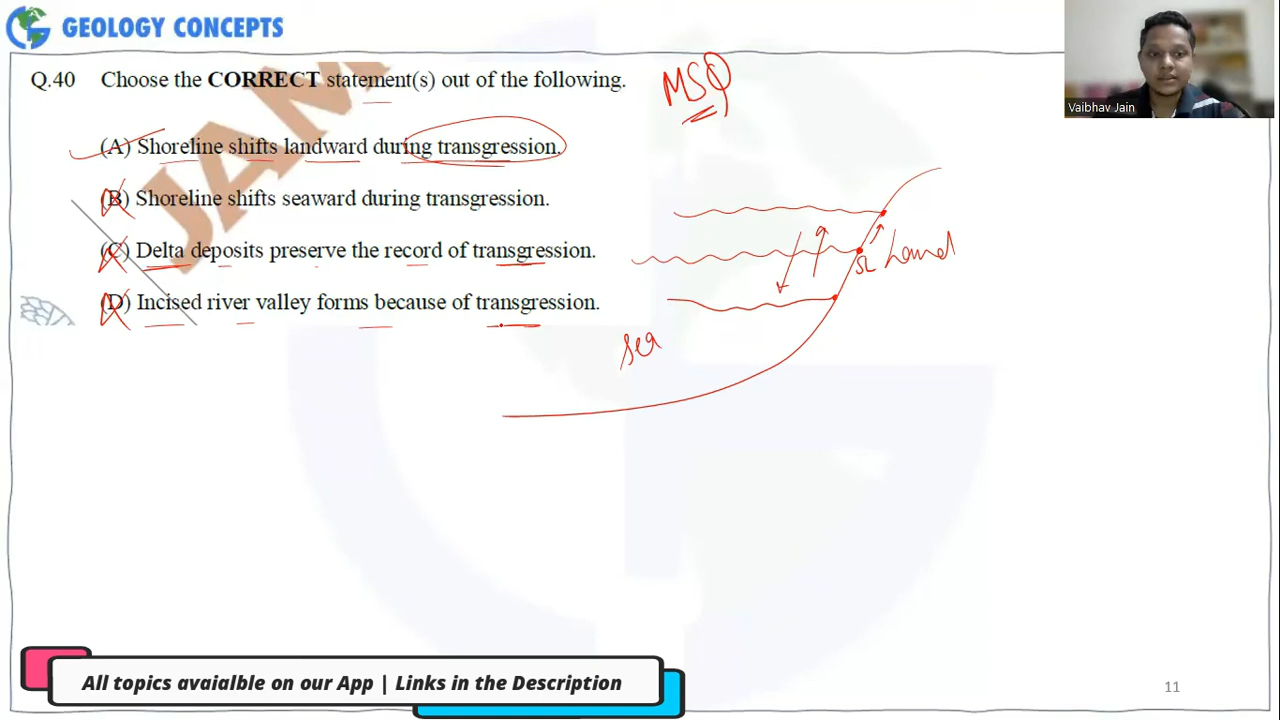 GEOLOGY CONCEPTS
Q.40 Choose the CORRECT statement(s) out of the following.
MSQ
(A) Shoreline shifts landward during transgression.
(B) Shoreline shifts seaward during transgression.
(C) Delta deposits preserve the record of transgression.
(D) Incised river valley forms because of transgression.
JAM
SL
Sea
Vaibhav Jain
All topics avaialble on our App | Links in the Description
11